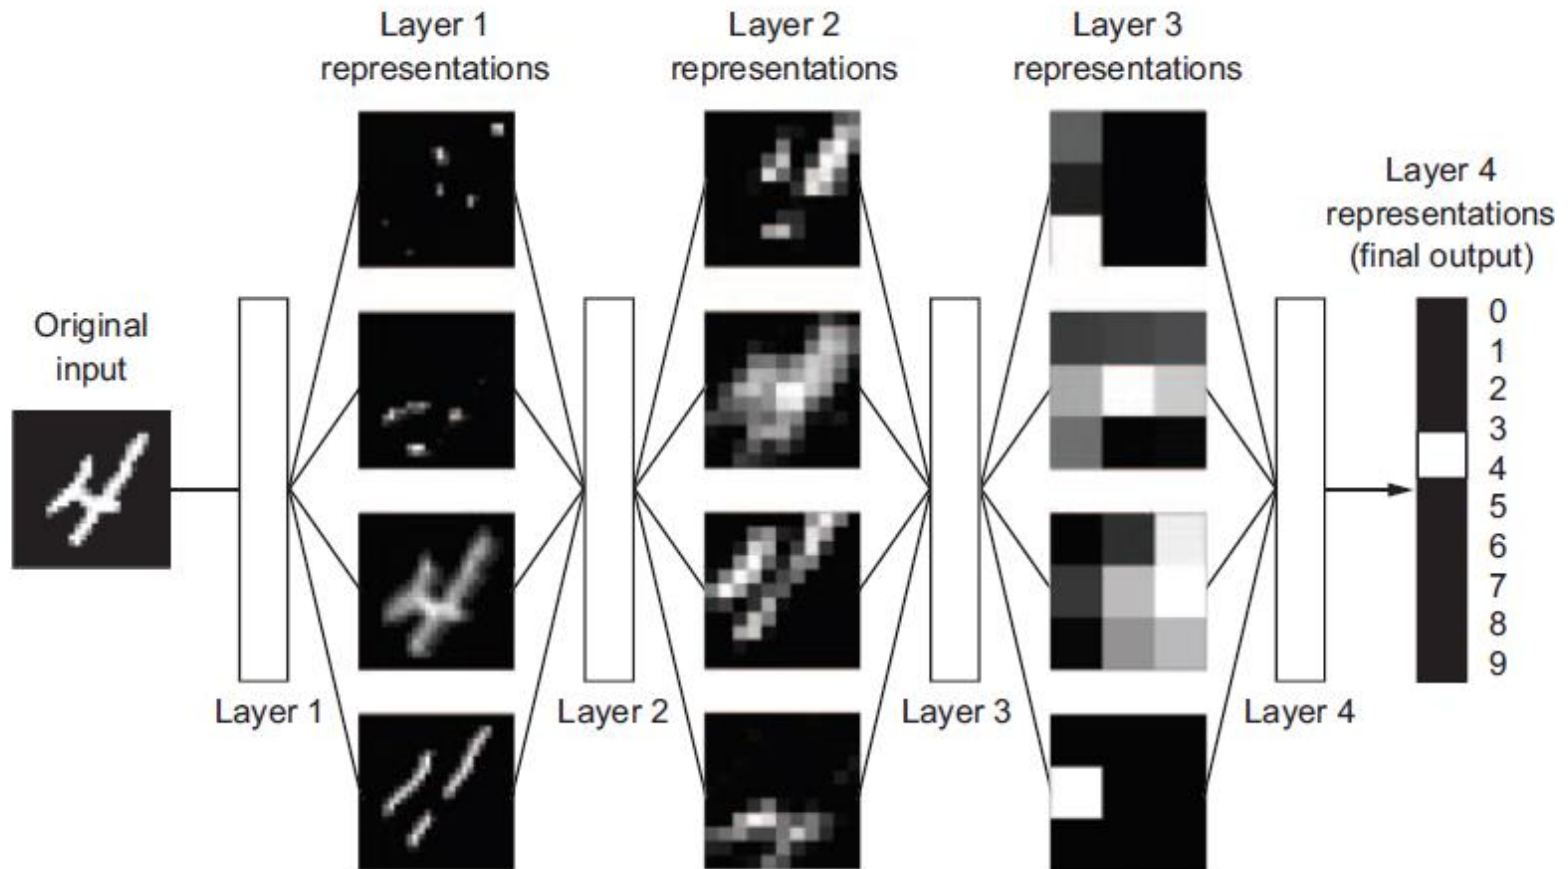 Layer 1
representations
Layer 2
representations
Layer 3
representations
Layer 4
representations
(final output)
Original
input
0
1
2
3
4
5
6
7
8
9
Layer 1
Layer 2
Layer 3
Layer 4